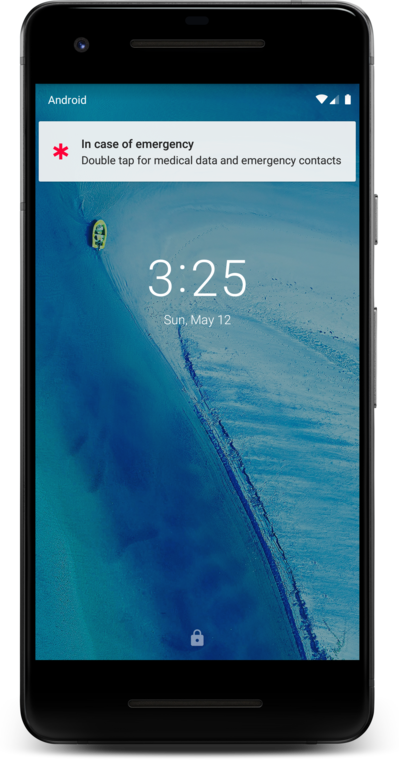 Android
In case of emergency
Double tap for medical data and emergency contacts
3:25
Sun, May 12